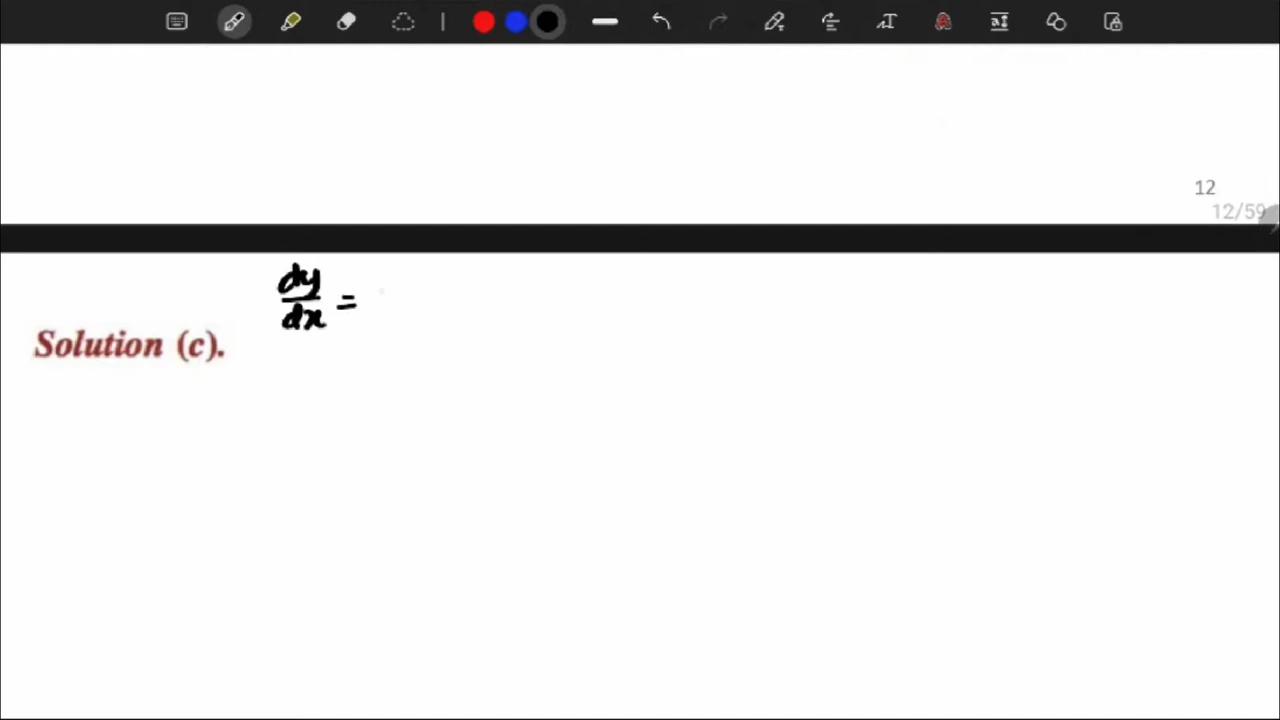 12
12/59
dy/dx =
Solution (c).